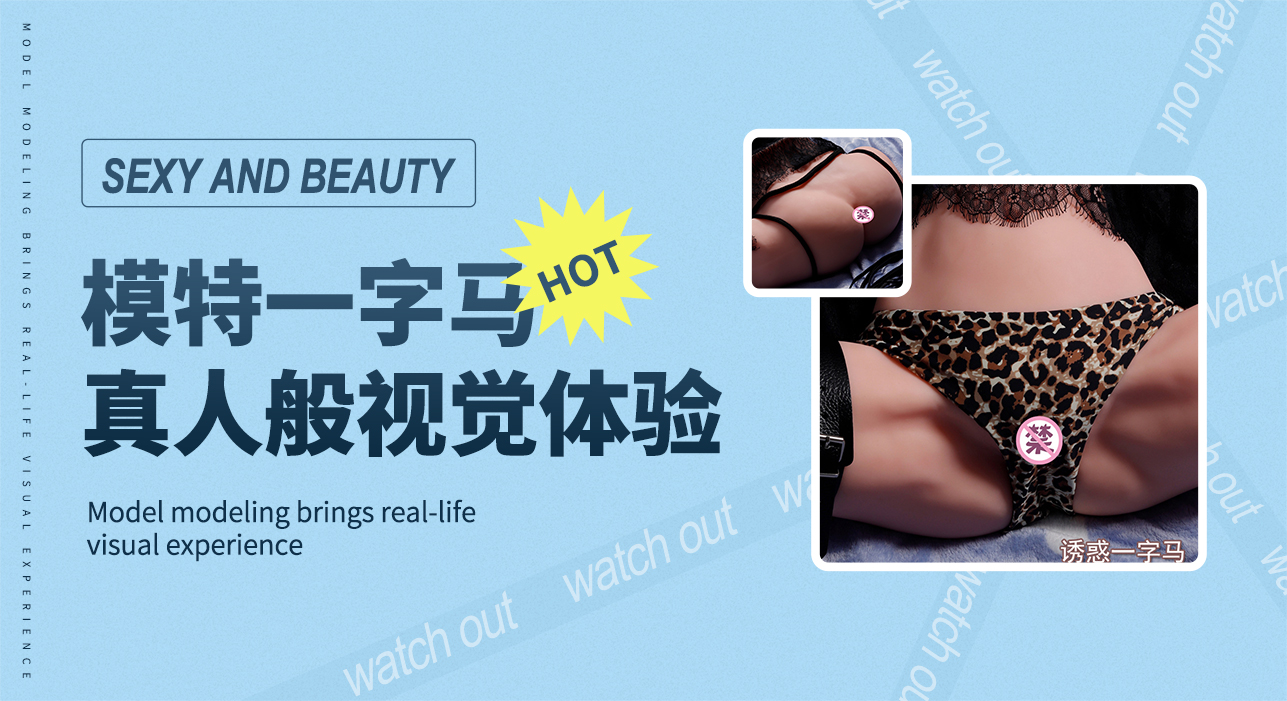 MODEL MODELING BRINGS REAL-LIFE VISUAL EXPERIENCE
SEXY AND BEAUTY
模特一字马
HOT
真人般视觉体验
Model modeling brings real-life
visual experience
禁
禁
诱惑一字马
watch out
watch out
watch out
watch out
watch out
watch out